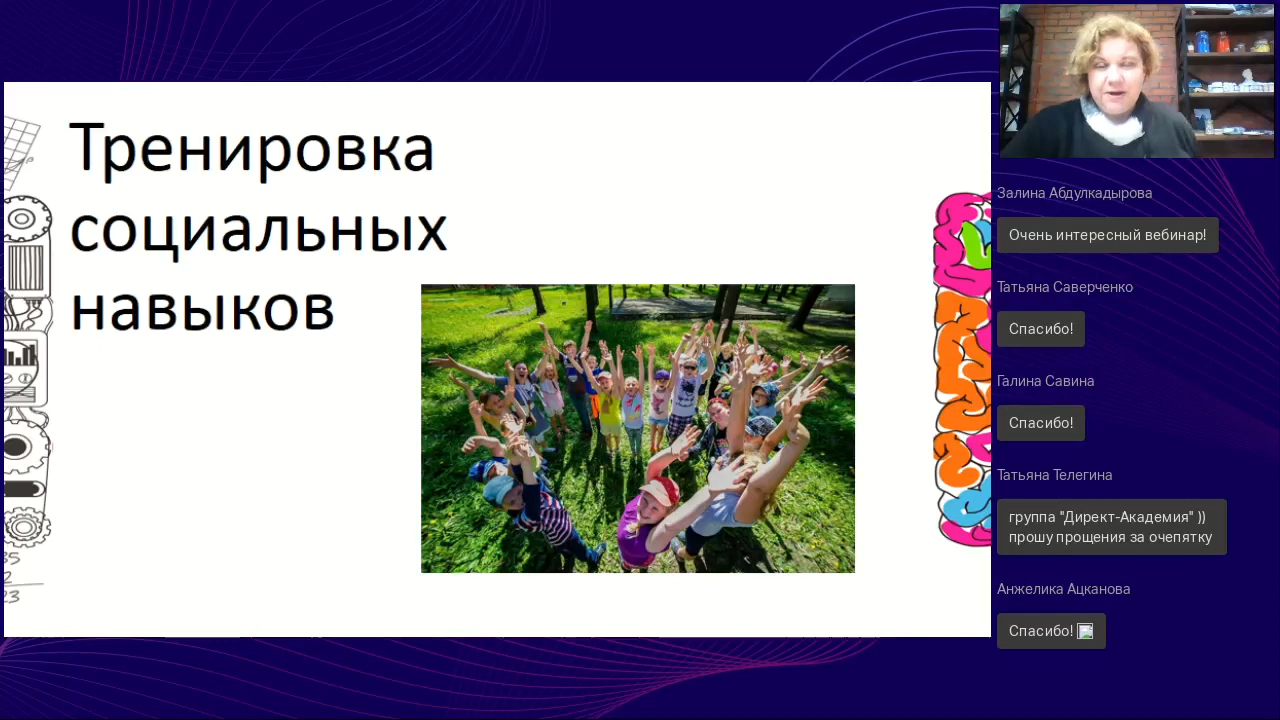 Тренировка
социальных
навыков
Залина Абдулкадырова
Очень интересный вебинар!
Татьяна Саверченко
Спасибо!
Галина Савина
Спасибо!
Татьяна Телегина
группа "Директ-Академия" ))
прошу прощения за очепятку
Анжелика Ацканова
Спасибо!